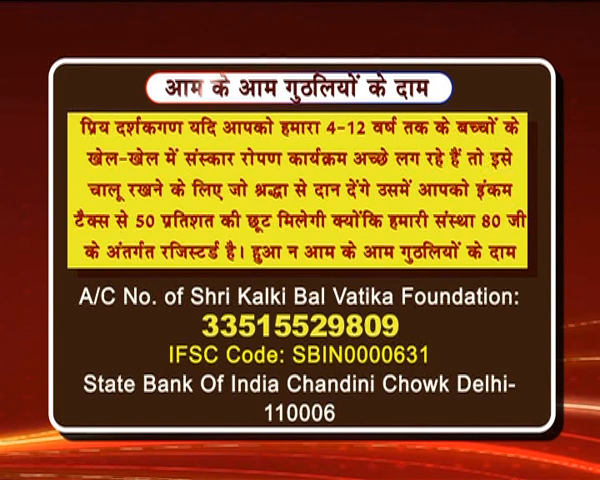 आम के आम गुठलियों के दाम
प्रिय दर्शकगण यदि आपको हमारा 4-12 वर्ष तक के बच्चों के
खेल-खेल में संस्कार रोपण कार्यक्रम अच्छे लग रहे हैं तो इसे
चालू रखने के लिए जो श्रद्धा से दान देंगे उसमें आपको इंकम
टैक्स से 50 प्रतिशत की छूट मिलेगी क्योंकि हमारी संस्था 80 जी
के अंतर्गत रजिस्टर्ड है। हुआ न आम के आम गुठलियों के दाम
A/C No. of Shri Kalki Bal Vatika Foundation:
33515529809
IFSC Code: SBIN0000631
State Bank Of India Chandini Chowk Delhi-
110006